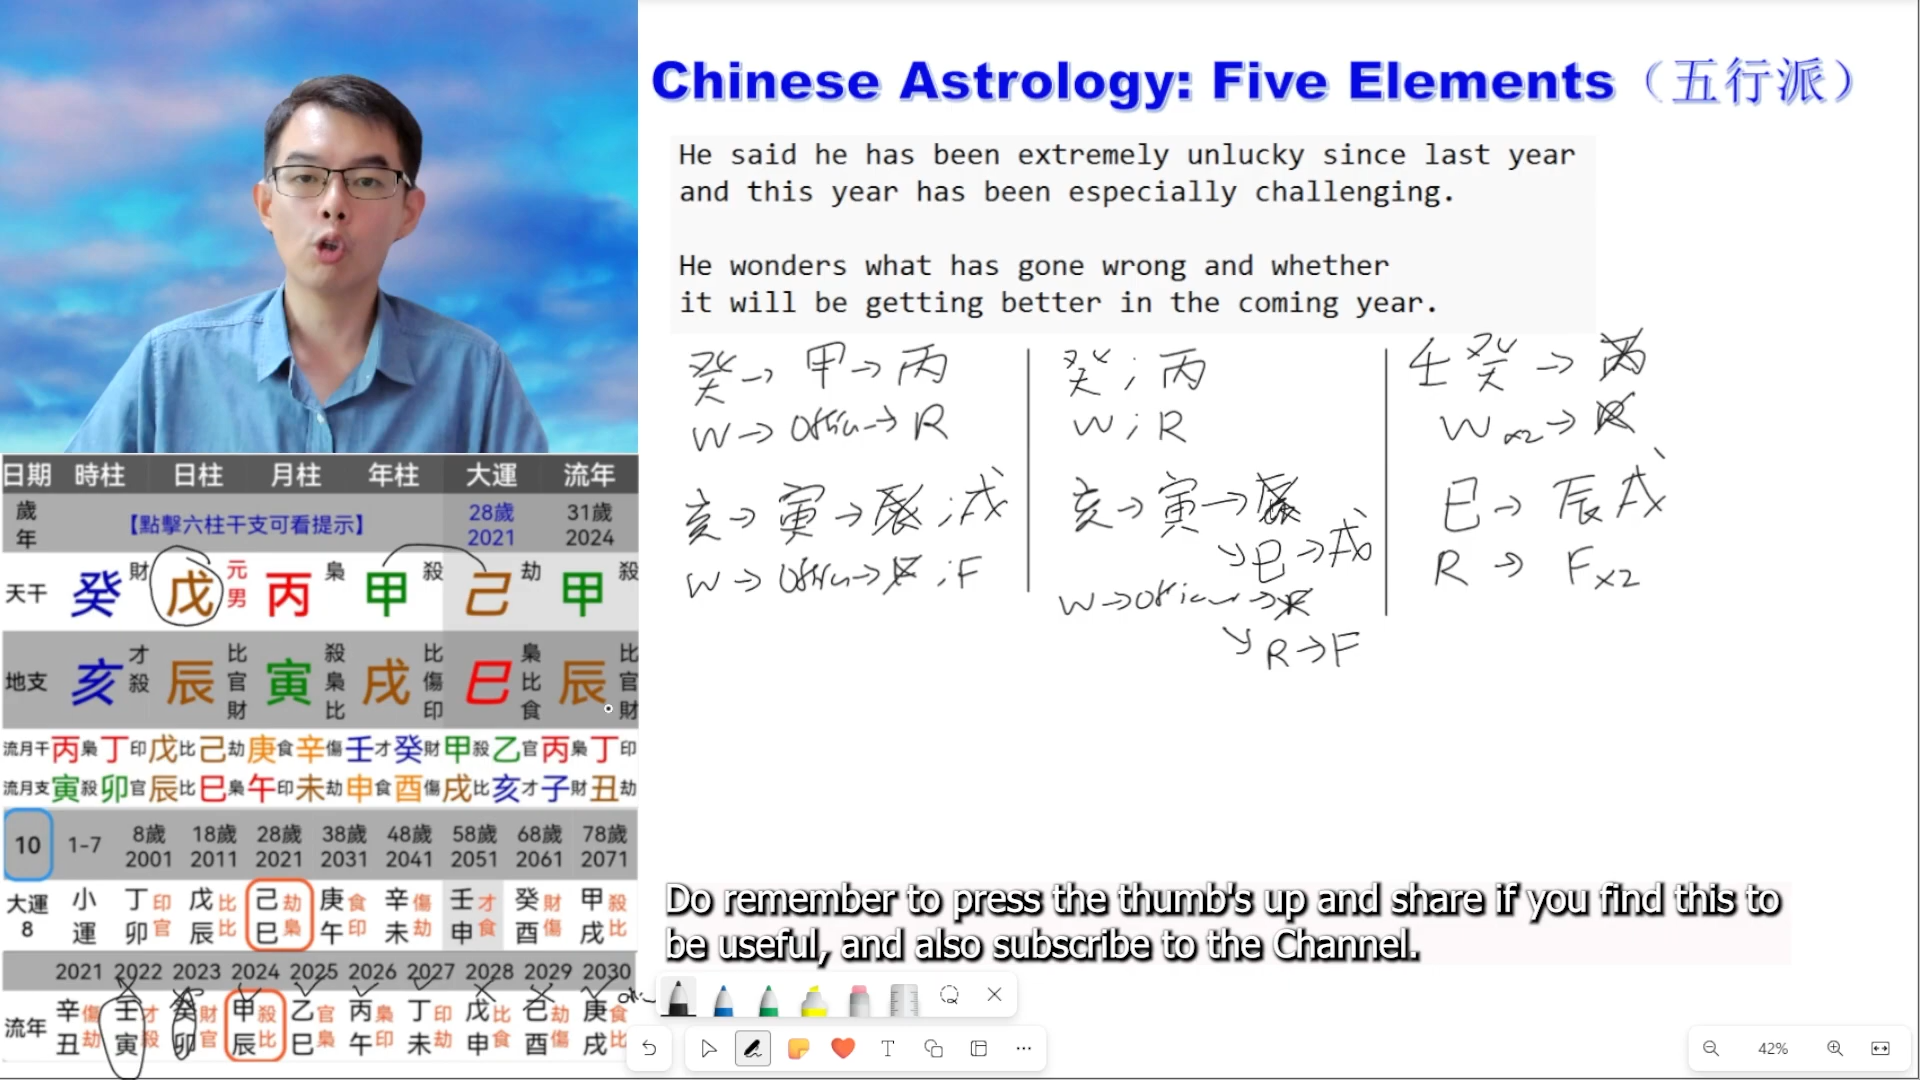 Chinese Astrology: Five Elements（五行派）
He said he has been extremely unlucky since last year
and this year has been especially challenging.
He wonders what has gone wrong and whether
it will be getting better in the coming year.
癸→甲→丙
W→Office→R
亥→寅→辰;戌
W→Office→F;F
癸;丙
W;R
亥→寅→辰
→巳→戌
W→Office→F
→R→F
壬癸→丙
W x2→R
巳→辰戌
R→F x2
日期 時柱 日柱 月柱 年柱 大運 流年
歲年 【點擊六柱干支可看提示】 28歲 2021 31歲 2024
天干 癸財 戊元男 丙梟 甲殺 己劫 甲殺
地支 亥才殺 辰比官財 寅殺梟比 戌比傷印 巳梟比食 辰比官財
流月干 丙梟 丁印 戊比 己劫 庚食 辛傷 壬才 癸財 甲殺 乙官 丙梟 丁印
流月支 寅殺 卯官 辰比 巳梟 午印 未劫 申食 酉傷 戌比 亥才 子財 丑劫
10 1-7 8歲 18歲 28歲 38歲 48歲 58歲 68歲 78歲
2001 2011 2021 2031 2041 2051 2061 2071
大運 小 丁印 戊比 己劫 庚食 辛傷 壬才 癸財 甲殺
8 運 卯官 辰比 巳梟 午印 未劫 申食 酉傷 戌比
2021 2022 2023 2024 2025 2026 2027 2028 2029 2030
流年 辛傷 壬才 癸財 甲殺 乙官 丙梟 丁印 戊比 己劫 庚食
丑劫 寅殺 卯官 辰比 巳梟 午印 未劫 申食 酉傷 戌比
Do remember to press the thumb's up and share if you find this to
be useful, and also subscribe to the Channel.
T
42%